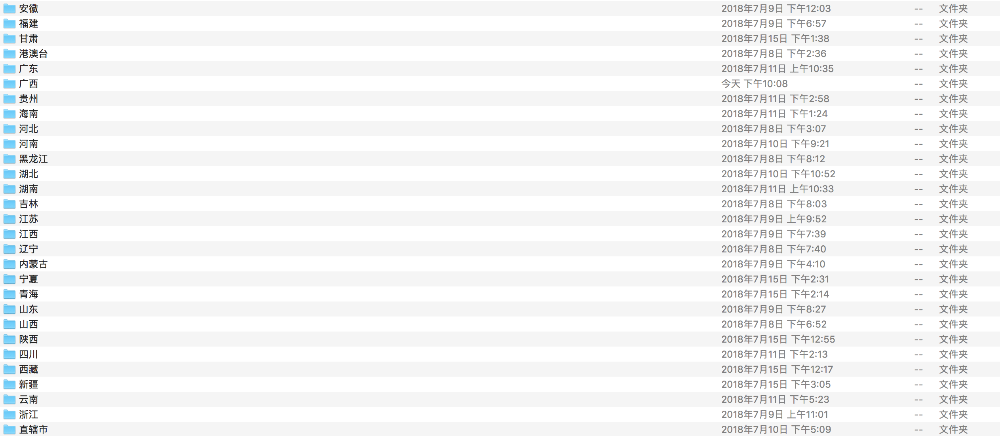 安徽 2018年7月9日 下午12:03 -- 文件夹
福建 2018年7月9日 下午6:57 -- 文件夹
甘肃 2018年7月15日 下午1:38 -- 文件夹
港澳台 2018年7月8日 下午2:36 -- 文件夹
广东 2018年7月11日 上午10:35 -- 文件夹
广西 今天 下午10:08 -- 文件夹
贵州 2018年7月11日 下午2:58 -- 文件夹
海南 2018年7月11日 下午1:24 -- 文件夹
河北 2018年7月8日 下午3:07 -- 文件夹
河南 2018年7月10日 下午9:21 -- 文件夹
黑龙江 2018年7月8日 下午8:12 -- 文件夹
湖北 2018年7月10日 下午10:52 -- 文件夹
湖南 2018年7月11日 上午10:33 -- 文件夹
吉林 2018年7月8日 下午8:03 -- 文件夹
江苏 2018年7月9日 上午9:52 -- 文件夹
江西 2018年7月9日 下午7:39 -- 文件夹
辽宁 2018年7月8日 下午7:40 -- 文件夹
内蒙古 2018年7月9日 下午4:10 -- 文件夹
宁夏 2018年7月15日 下午2:31 -- 文件夹
青海 2018年7月15日 下午2:14 -- 文件夹
山东 2018年7月9日 下午8:27 -- 文件夹
山西 2018年7月8日 下午6:52 -- 文件夹
陕西 2018年7月15日 下午12:55 -- 文件夹
四川 2018年7月11日 下午2:13 -- 文件夹
西藏 2018年7月15日 下午12:17 -- 文件夹
新疆 2018年7月15日 下午3:05 -- 文件夹
云南 2018年7月11日 下午5:23 -- 文件夹
浙江 2018年7月9日 上午11:01 -- 文件夹
直辖市 2018年7月10日 下午5:09 -- 文件夹